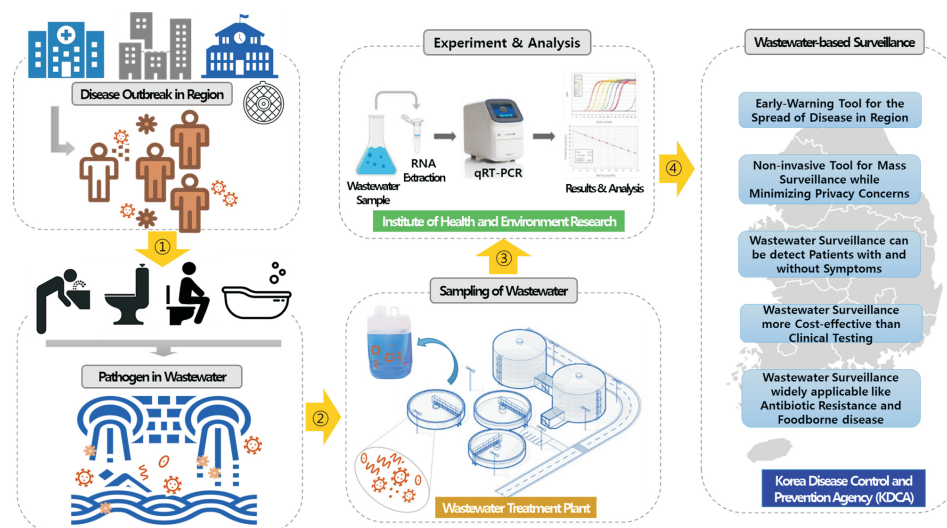 Disease Outbreak in Region
①
Pathogen in Wastewater
②
Sampling of Wastewater
Wastewater Treatment Plant
③
Experiment & Analysis
Wastewater
Sample
RNA
Extraction
qRT-PCR
Results & Analysis
Institute of Health and Environment Research
④
Wastewater-based Surveillance
Early-Warning Tool for the
Spread of Disease in Region
Non-invasive Tool for Mass
Surveillance while
Minimizing Privacy Concerns
Wastewater Surveillance can
be detect Patients with and
without Symptoms
Wastewater Surveillance
more Cost-effective than
Clinical Testing
Wastewater Surveillance
widely applicable like
Antibiotic Resistance and
Foodborne disease
Korea Disease Control and
Prevention Agency (KDCA)